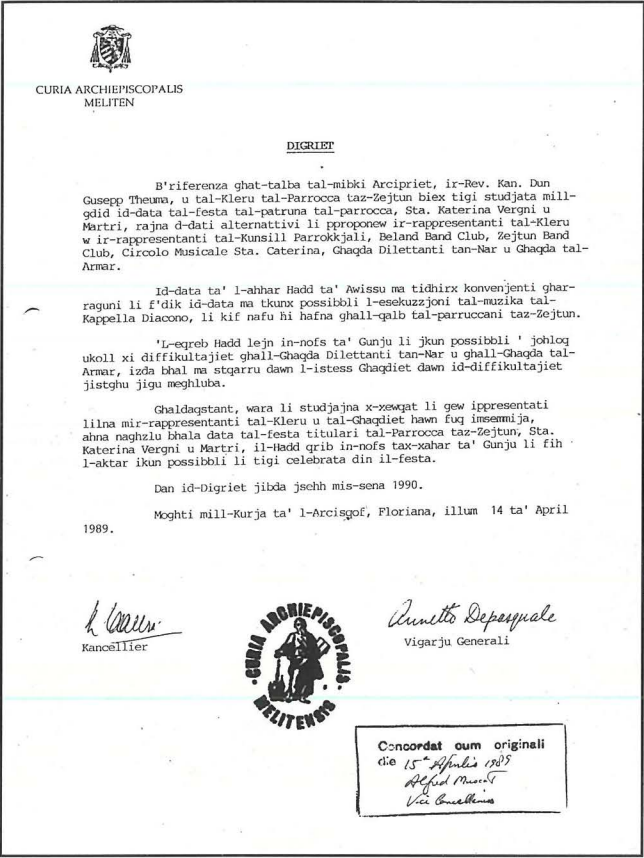 CURIA ARCHIEPISCOPALIS
MELITEN
DIGRIET
B'riferenza ghat-talba tal-mibki Arcipriet, ir-Rev. Kan. Dun
Gusepp Theuma, u tal-Kleru tal-Parrocca taz-Zejtun biex tigi studjata mill-
gdid id-data tal-festa tal-patruna tal-parrocca, Sta. Katerina Vergni u
Martri, rajna d-dati alternattivi li pproponew ir-rappresentanti tal-Kleru
w ir-rappresentanti tal-Kunsill Parrokkjali, Beland Band Club, Zejtun Band
Club, Circolo Musicale Sta. Caterina, Ghaqda Dilettanti tan-Nar u Ghaqda tal-
Armar.
Id-data ta' l-ahhar Hadd ta' Awissu ma tidhirx konvenjenti ghar-
raguni li f'dik id-data ma tkunx possibbli l-esekuzzjoni tal-muzika tal-
Kappella Diacono, li kif nafu hi hafna ghall-qalb tal-parruccani taz-Zejtun.
'L-eqreb Hadd lejn in-nofs ta' Gunju li jkun possibbli ' johloq
ukoll xi diffikultajiet ghall-Ghaqda Dilettanti tan-Nar u ghall-Ghaqda tal-
Armar, izda bhal ma stqarru dawn l-istess Ghaqdiet dawn id-diffikultajiet
jistghu jigu meghluba.
Ghaldaqstant, wara li studjajna x-xewqat li gew ippresentati
lilna mir-rappresentanti tal-Kleru u tal-Ghaqdiet hawn fuq imsemmija,
ahna naghzlu bhala data tal-festa titulari tal-Parrocca taz-Zejtun, Sta.
Katerina Vergni u Martri, il-Hadd qrib in-nofs tax-xahar ta' Gunju li fih
l-aktar ikun possibbli li tigi celebrata din il-festa.
Dan id-Digriet jibda jsehh mis-sena 1990.
Moghti mill-Kurja ta' l-Arcisqof, Floriana, illum 14 ta' April
1989.
Kancellier
CURIA ARCHIEPISCOPALIS
MELITENSIS
Annetto Depasquale
Vigarju Generali
Concordat cum originali
die 15a Aprilis 1989
Alfred Muscat
Vici Cancellarius